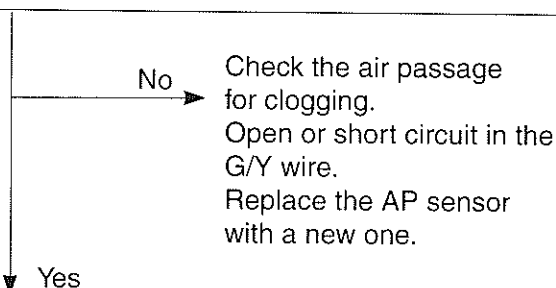 No
Check the air passage
for clogging.
Open or short circuit in the
G/Y wire.
Replace the AP sensor
with a new one.
Yes